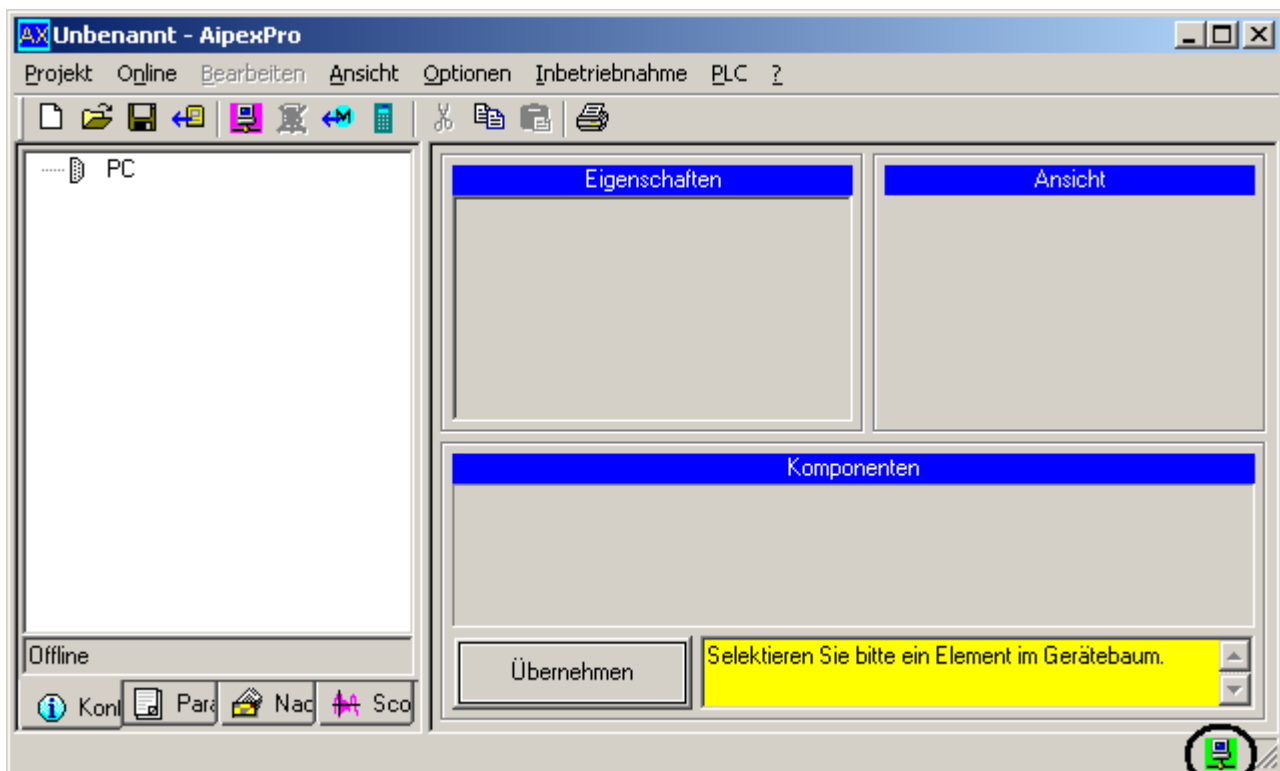 AX Unbenannt - AipexPro
Projekt Online Bearbeiten Ansicht Optionen Inbetriebnahme PLC ?
M
PC
Eigenschaften
Ansicht
Komponenten
Offline
Übernehmen
Selektieren Sie bitte ein Element im Gerätebaum.
Konf Para Nac Sco